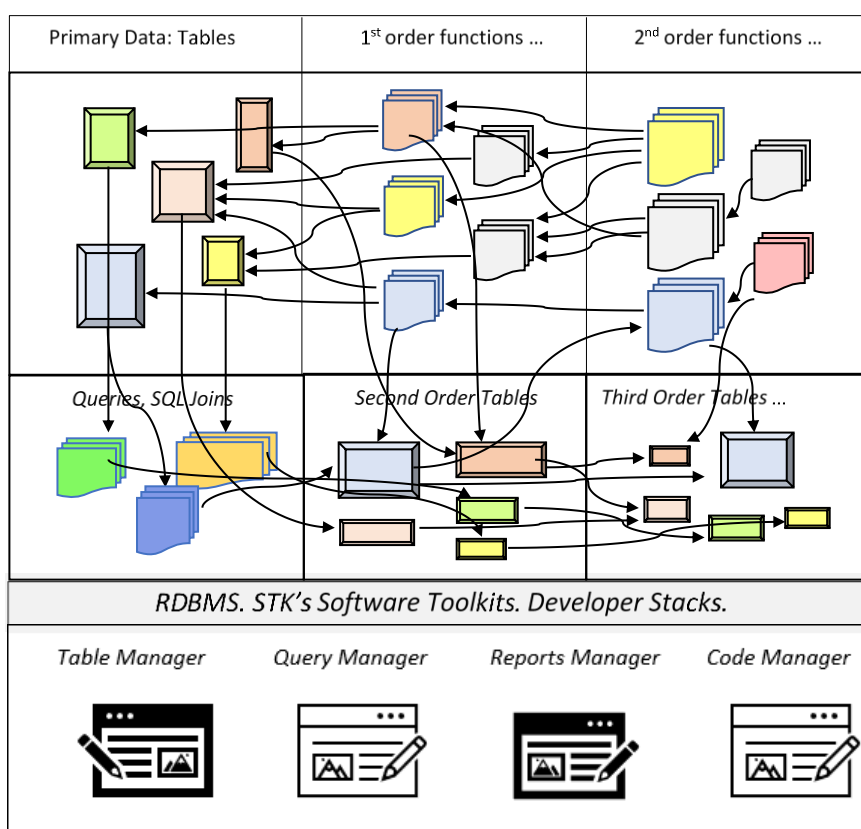 Primary Data: Tables
1st order functions ...
2nd order functions ...
Queries, SQL Joins
Second Order Tables
Third Order Tables ...
RDBMS. STK's Software Toolkits. Developer Stacks.
Table Manager
Query Manager
Reports Manager
Code Manager